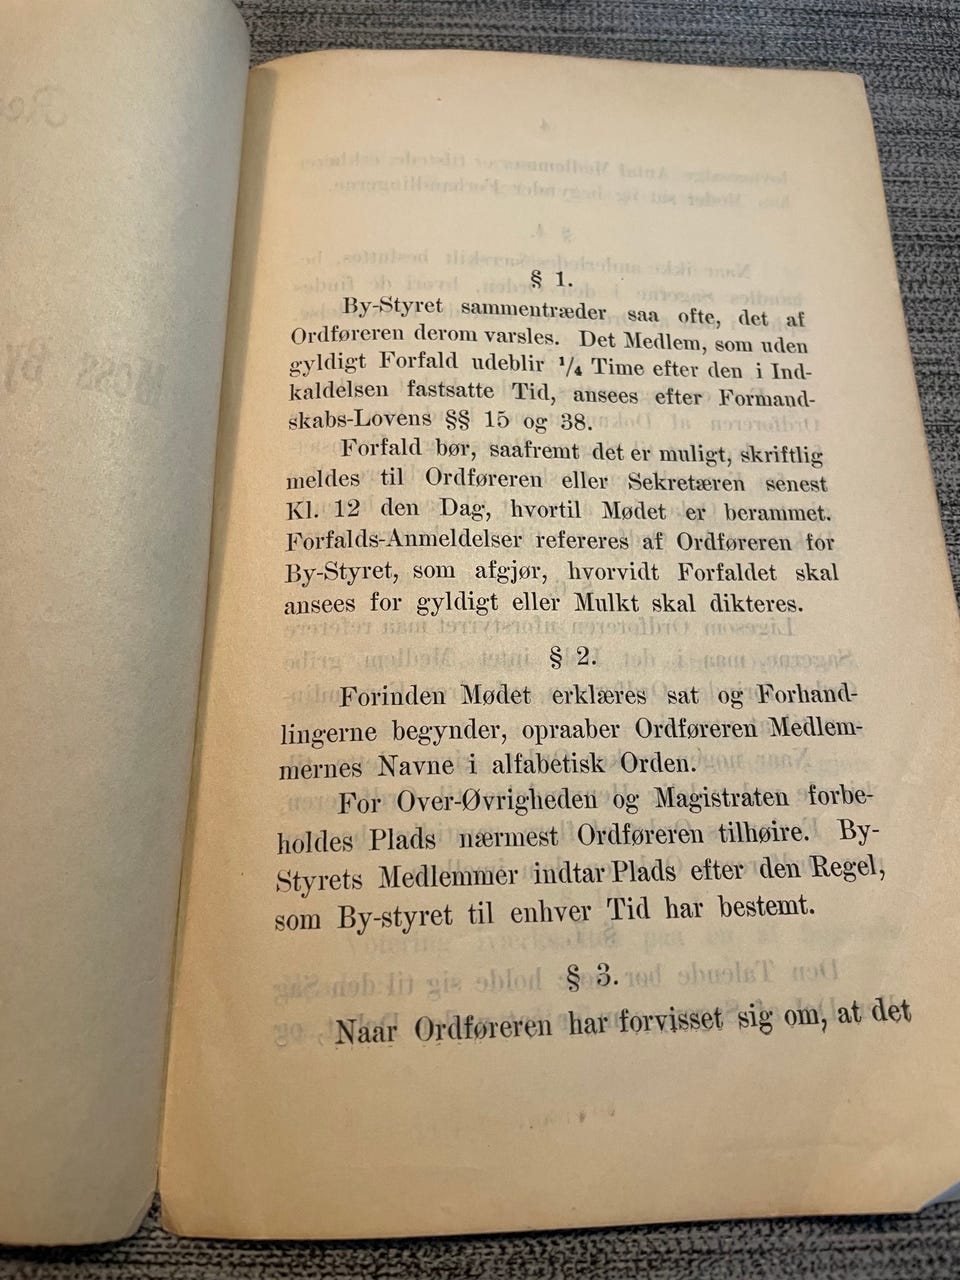 § 1.
By-Styret sammentræder saa ofte, det af
Ordføreren derom varsles. Det Medlem, som uden
gyldigt Forfald udeblir ¹/₄ Time efter den i Ind-
kaldelsen fastsatte Tid, ansees efter Formand-
skabs-Lovens §§ 15 og 38.
Forfald bør, saafremt det er muligt, skriftlig
meldes til Ordføreren eller Sekretæren senest
Kl. 12 den Dag, hvortil Mødet er berammet.
Forfalds-Anmeldelser refereres af Ordføreren for
By-Styret, som afgjør, hvorvidt Forfaldet skal
ansees for gyldigt eller Mulkt skal dikteres.
§ 2.
Forinden Mødet erklæres sat og Forhand-
lingerne begynder, opraaber Ordføreren Medlem-
mernes Navne i alfabetisk Orden.
For Over-Øvrigheden og Magistraten forbe-
holdes Plads nærmest Ordføreren tilhøire. By-
Styrets Medlemmer indtar Plads efter den Regel,
som By-styret til enhver Tid har bestemt.
§ 3.
Naar Ordføreren har forvisset sig om, at det